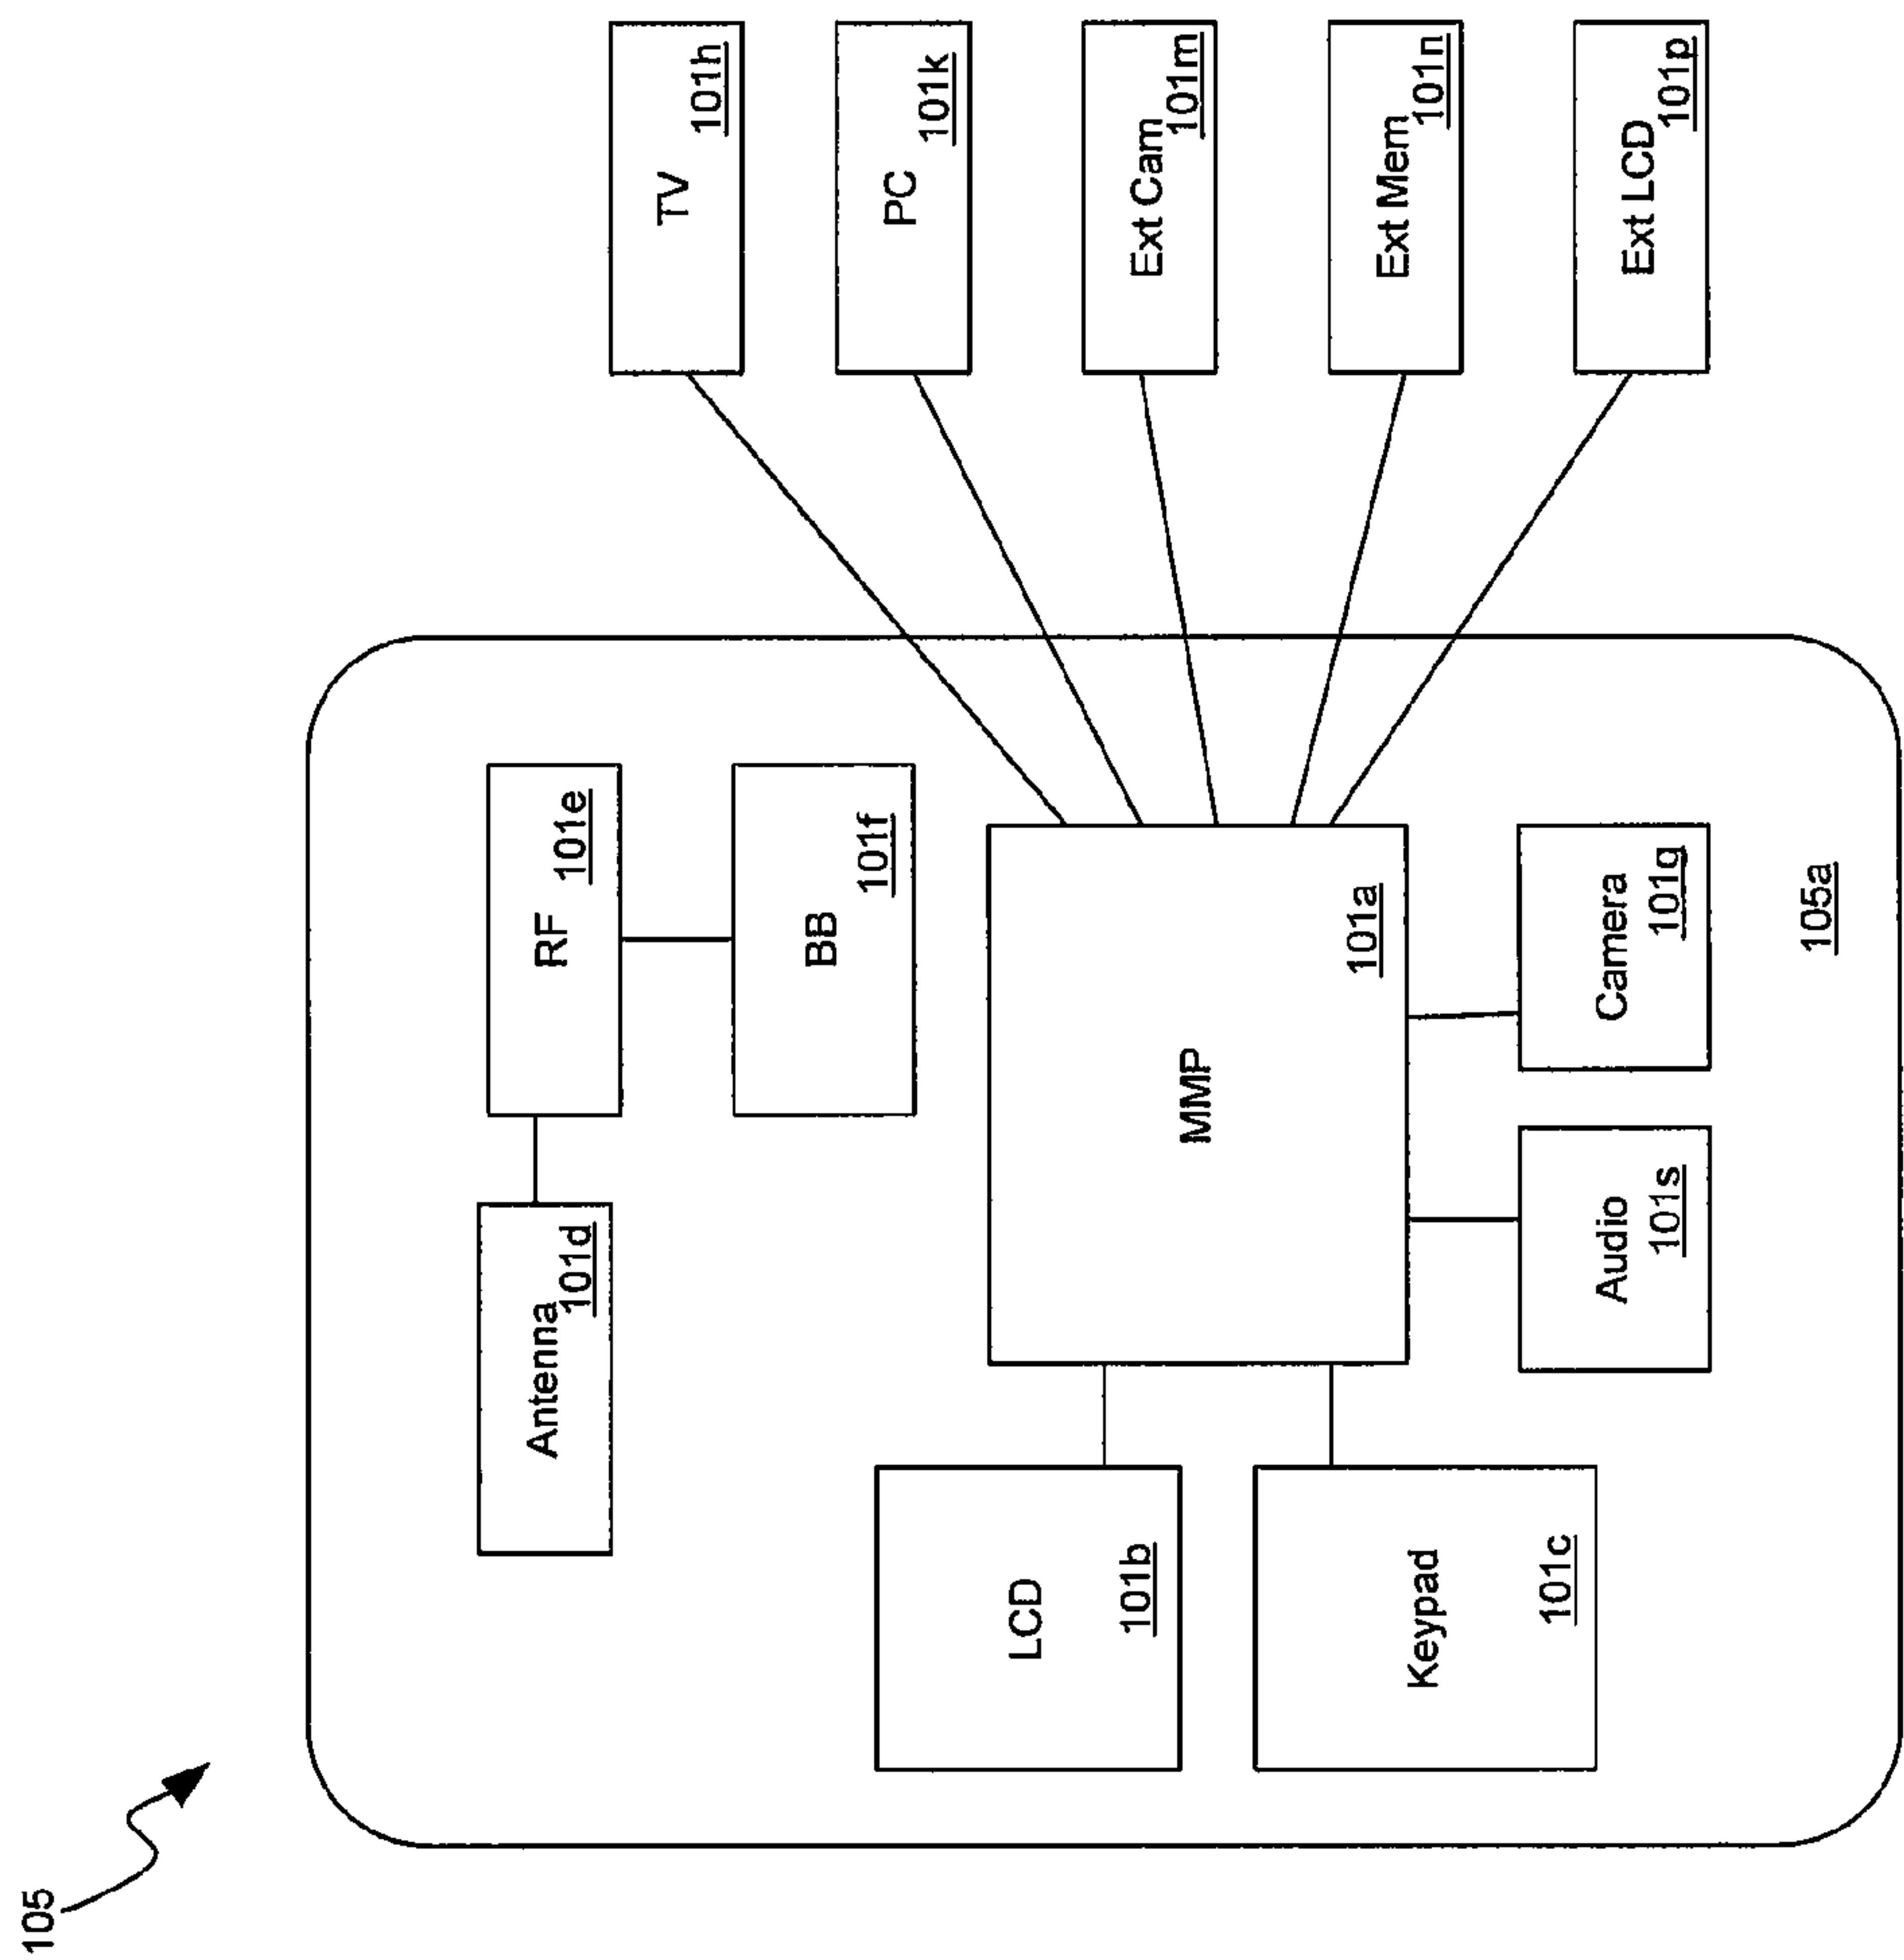 105
TV
101h
PC
101k
Ext Cam
101m
Ext Mem
101n
Ext LCD
101p
Antenna
101d
RF
101e
BB
101f
LCD
101b
MMP
101a
Keypad
101c
Audio
101s
Camera
101g
105a